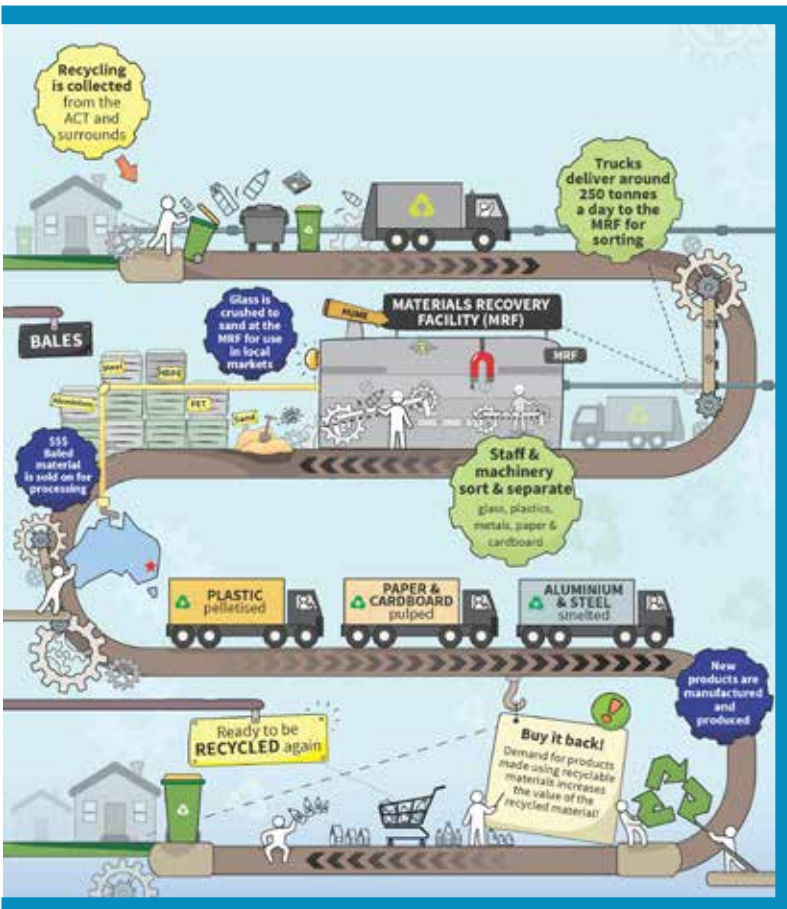 Recycling
is collected
from the
ACT and
surrounds
Trucks
deliver around
250 tonnes
a day to the
MRF for
sorting
MATERIALS RECOVERY
FACILITY (MRF)
HUME
MRF
Glass is
crushed to
sand at the
MRF for use
in local
markets
BALES
Steel
HDPE
Aluminium
PET
Sand
Staff &
machinery
sort & separate
glass, plastics,
metals, paper &
cardboard
$$$
Baled
material
is sold on for
processing
PLASTIC
pelletised
PAPER &
CARDBOARD
pulped
ALUMINIUM
& STEEL
smelted
New
products are
manufactured
and
produced
Ready to be
RECYCLED again
Buy it back!
Demand for products
made using recyclable
materials increases
the value of the
recycled material!